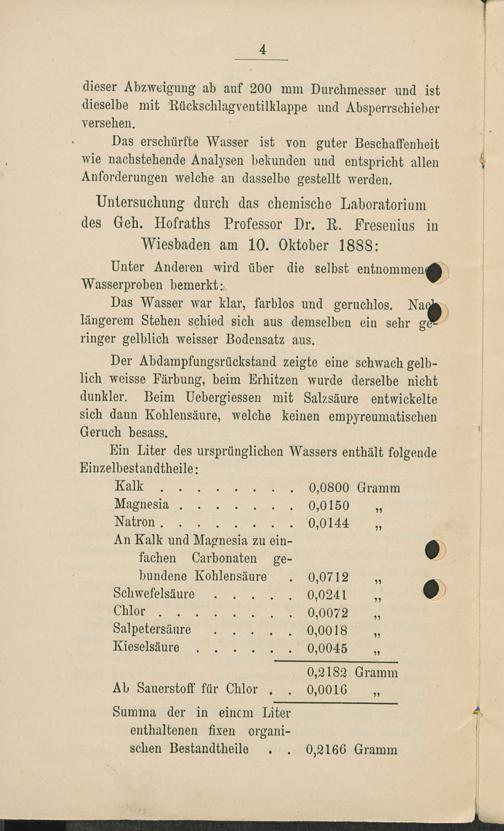 4
dieser Abzweigung ab auf 200 mm Durchmesser und ist
dieselbe mit Rückschlagventilklappe und Absperrschieber
versehen.
Das erschürfte Wasser ist von guter Beschaffenheit
wie nachstehende Analysen bekunden und entspricht allen
Anforderungen welche an dasselbe gestellt werden.
Untersuchung durch das chemische Laboratorium
des Geh. Hofraths Professor Dr. R. Fresenius in
Wiesbaden am 10. Oktober 1888:
Unter Anderen wird über die selbst entnommen
Wasserproben bemerkt:
Das Wasser war klar, farblos und geruchlos. Nach
längerem Stehen schied sich aus demselben ein sehr ge-
ringer gelblich weisser Bodensatz aus.
Der Abdampfungsrückstand zeigte eine schwach gelb-
lich weisse Färbung, beim Erhitzen wurde derselbe nicht
dunkler. Beim Uebergiessen mit Salzsäure entwickelte
sich dann Kohlensäure, welche keinen empyreumatischen
Geruch besass.
Ein Liter des ursprünglichen Wassers enthält folgende
Einzelbestandtheile:
Kalk . . . . . . . . 0,0800 Gramm
Magnesia . . . . . . . 0,0150 „
Natron . . . . . . . . 0,0144 „
An Kalk und Magnesia zu ein-
fachen Carbonaten ge-
bundene Kohlensäure . 0,0712 „
Schwefelsäure . . . . . 0,0241 „
Chlor . . . . . . . . 0,0072 „
Salpetersäure . . . . . 0,0018 „
Kieselsäure . . . . . . 0,0045 „
0,2182 Gramm
Ab Sauerstoff für Chlor . . 0,0016 „
Summa der in einem Liter
enthaltenen fixen organi-
schen Bestandtheile . . 0,2166 Gramm